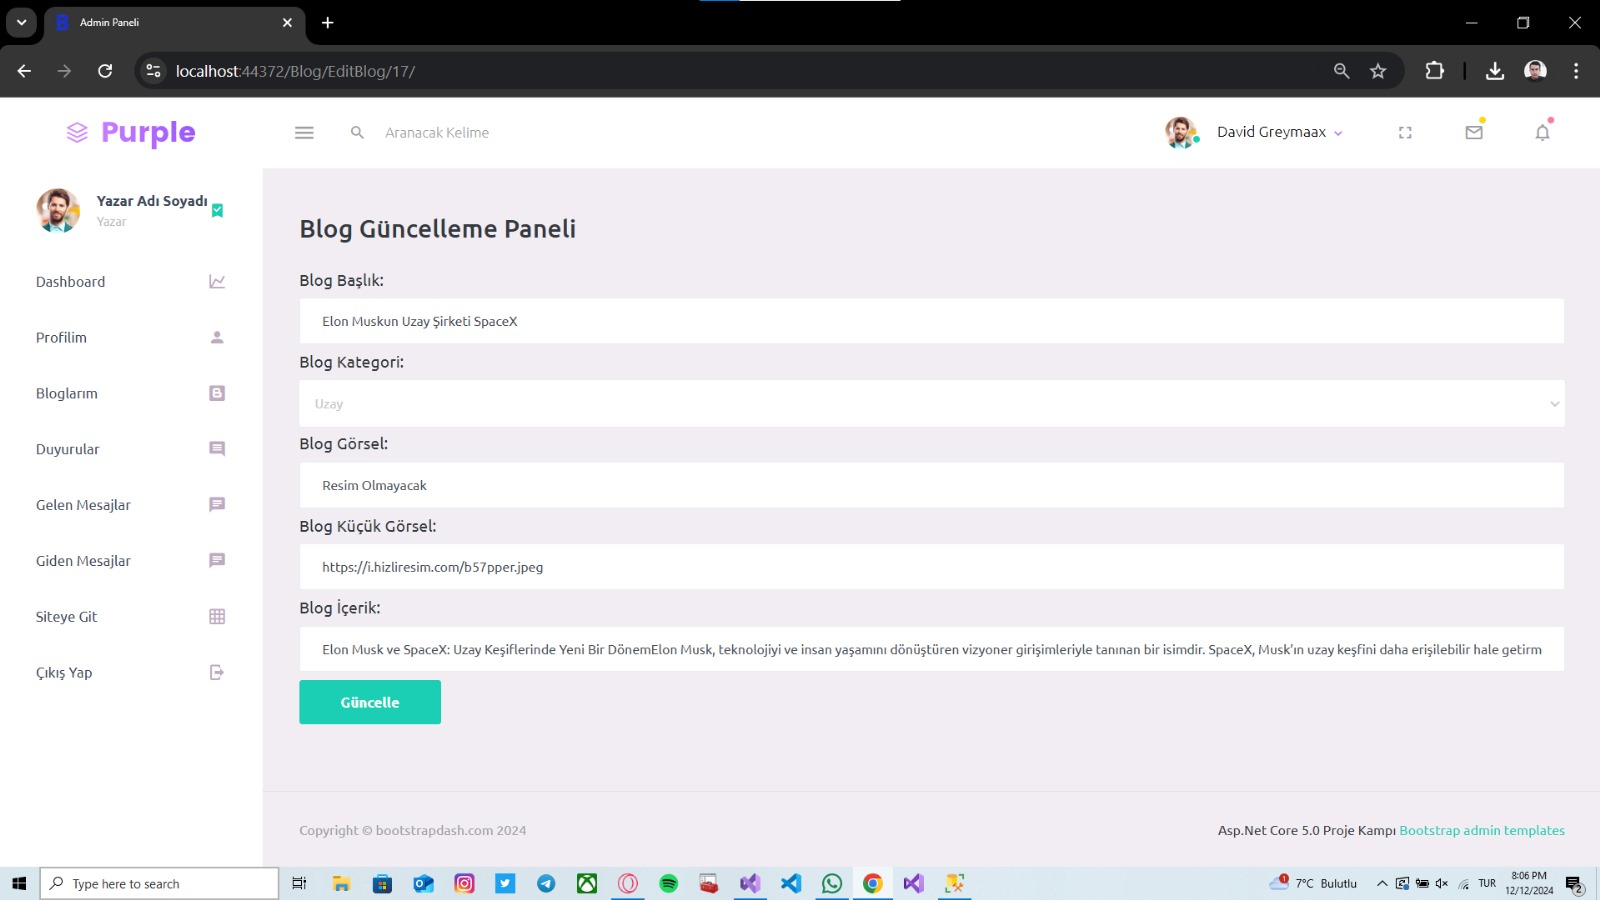 Admin Paneli
localhost:44372/Blog/EditBlog/17/
Purple
Aranacak Kelime
David Greymaax
Yazar Adı Soyadı
Yazar
Dashboard
Profilim
Bloglarım
Duyurular
Gelen Mesajlar
Giden Mesajlar
Siteye Git
Çıkış Yap
Blog Güncelleme Paneli
Blog Başlık:
Elon Muskun Uzay Şirketi SpaceX
Blog Kategori:
Uzay
Blog Görsel:
Resim Olmayacak
Blog Küçük Görsel:
https://i.hizliresim.com/b57pper.jpeg
Blog İçerik:
Elon Musk ve SpaceX: Uzay Keşiflerinde Yeni Bir DönemElon Musk, teknolojiyi ve insan yaşamını dönüştüren vizyoner girişimleriyle tanınan bir isimdir. SpaceX, Musk'ın uzay keşfini daha erişilebilir hale getirm
Güncelle
Copyright © bootstrapdash.com 2024
Asp.Net Core 5.0 Proje Kampı Bootstrap admin templates
Type here to search
1
7°C Bulutlu
TUR
8:06 PM
12/12/2024
2